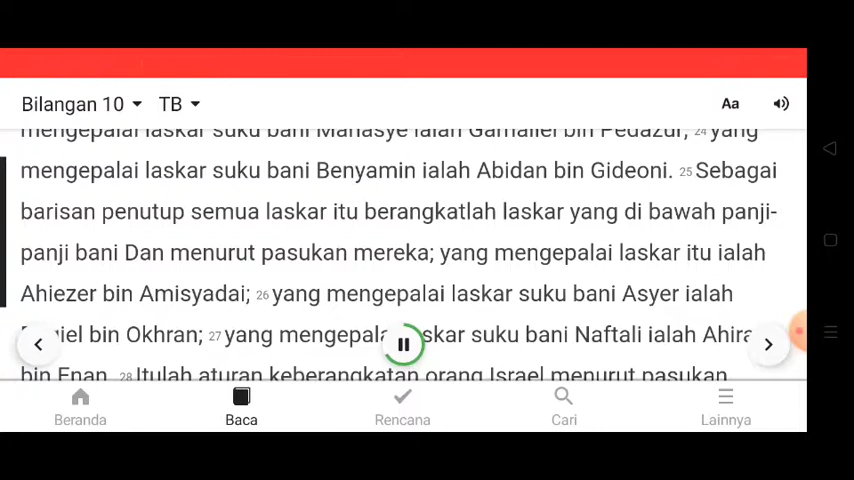 Bilangan 10 TB Aa
mengepalai laskar suku bani Manasye ialah Gamaliel bin Pedazur; 24 yang
mengepalai laskar suku bani Benyamin ialah Abidan bin Gideoni. 25 Sebagai
barisan penutup semua laskar itu berangkatlah laskar yang di bawah panji-
panji bani Dan menurut pasukan mereka; yang mengepalai laskar itu ialah
Ahiezer bin Amisyadai; 26 yang mengepalai laskar suku bani Asyer ialah
bin Okhran; 27 yang mengepalai laskar suku bani Naftali ialah Ahira
bin Enan. 28 Itulah aturan keberangkatan orang Israel menurut pasukan
Beranda Baca Rencana Cari Lainnya